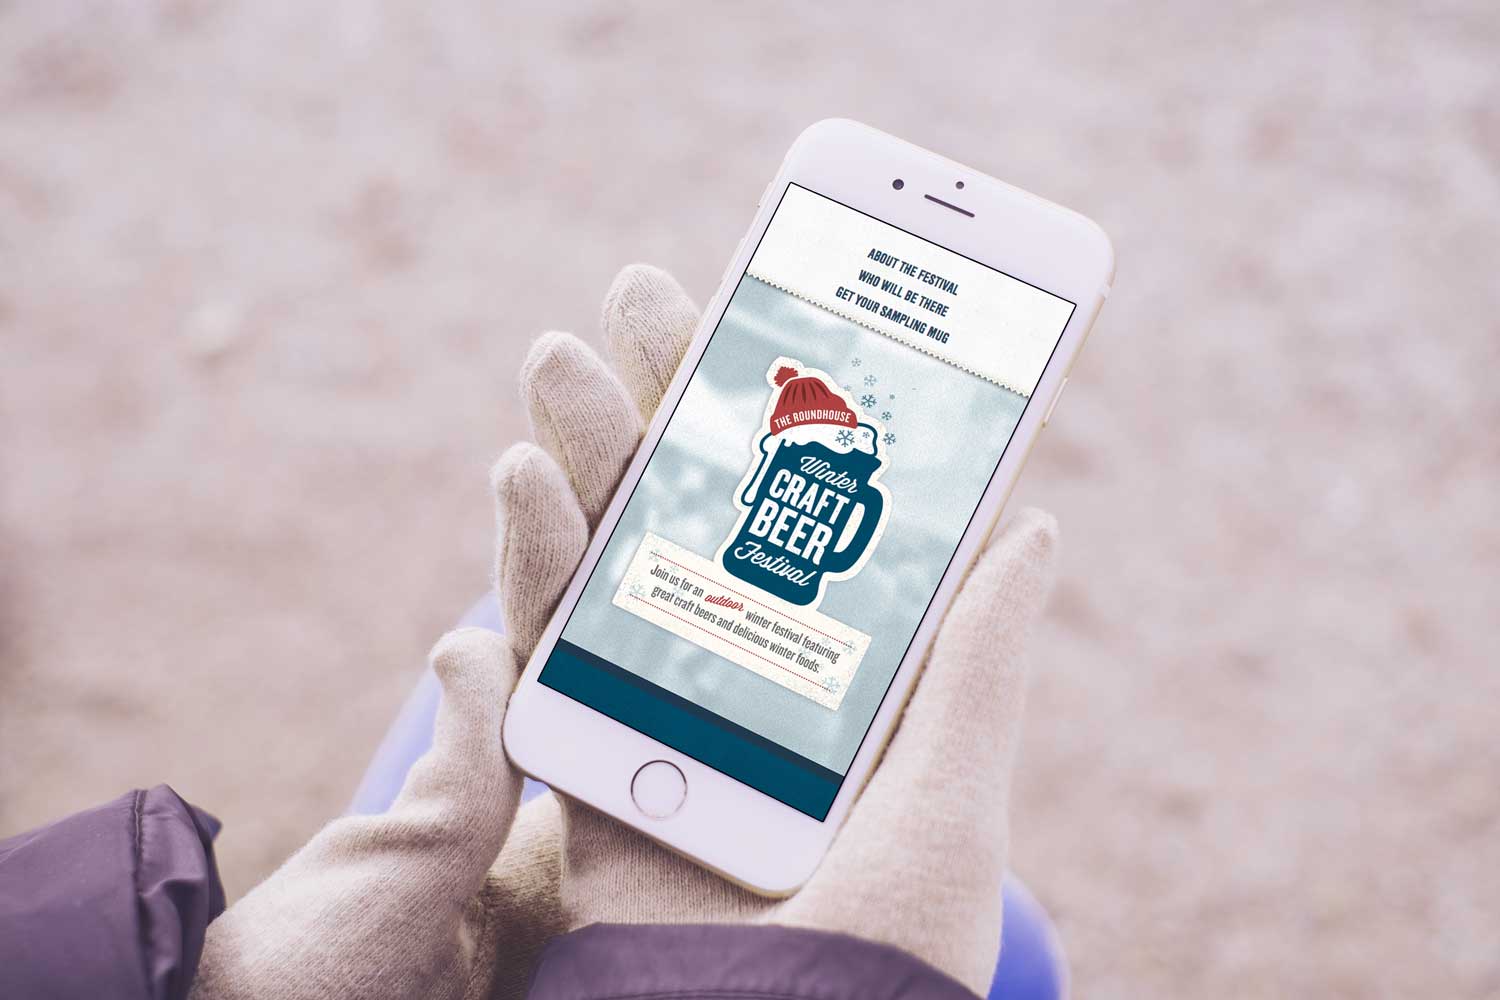 ABOUT THE FESTIVAL
WHO WILL BE THERE
GET YOUR SAMPLING MUG
THE ROUNDHOUSE
Winter
CRAFT
BEER
Festival
Join us for an outdoor winter festival featuring
great craft beers and delicious winter foods.